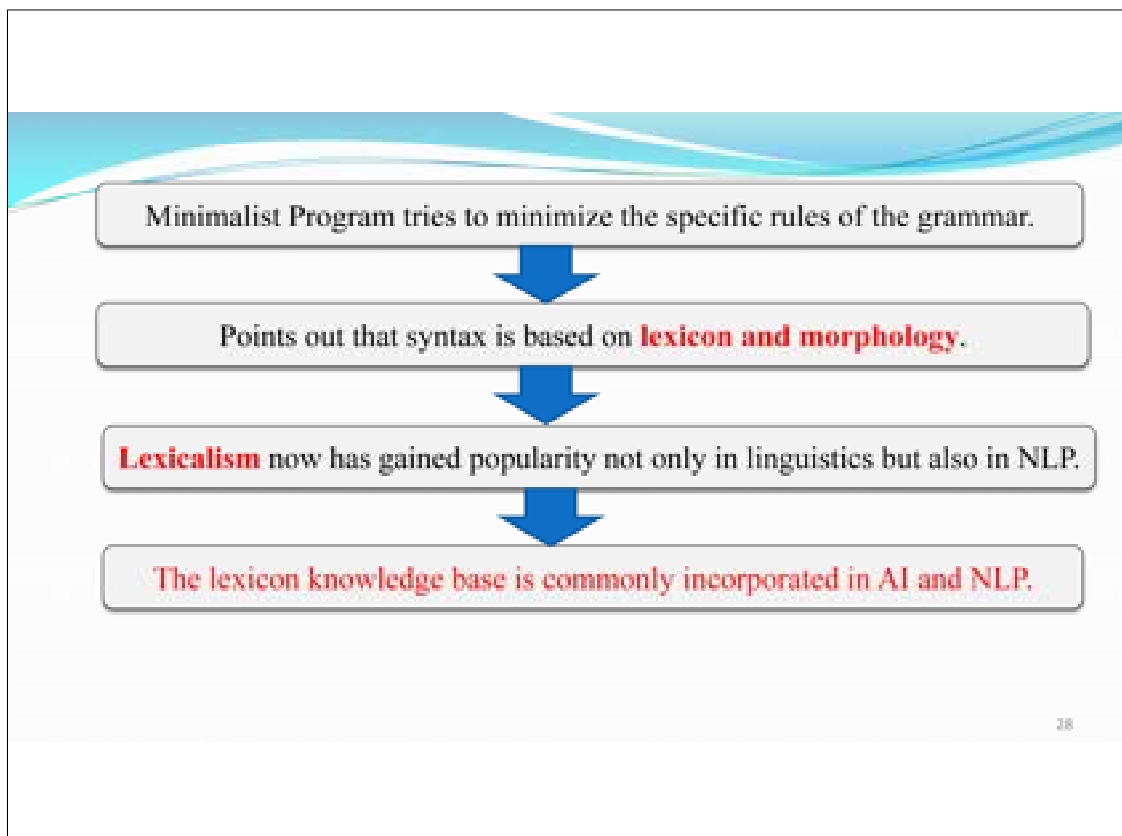 Minimalist Program tries to minimize the specific rules of the grammar.
Points out that syntax is based on lexicon and morphology.
Lexicalism now has gained popularity not only in linguistics but also in NLP.
The lexicon knowledge base is commonly incorporated in AI and NLP.
28